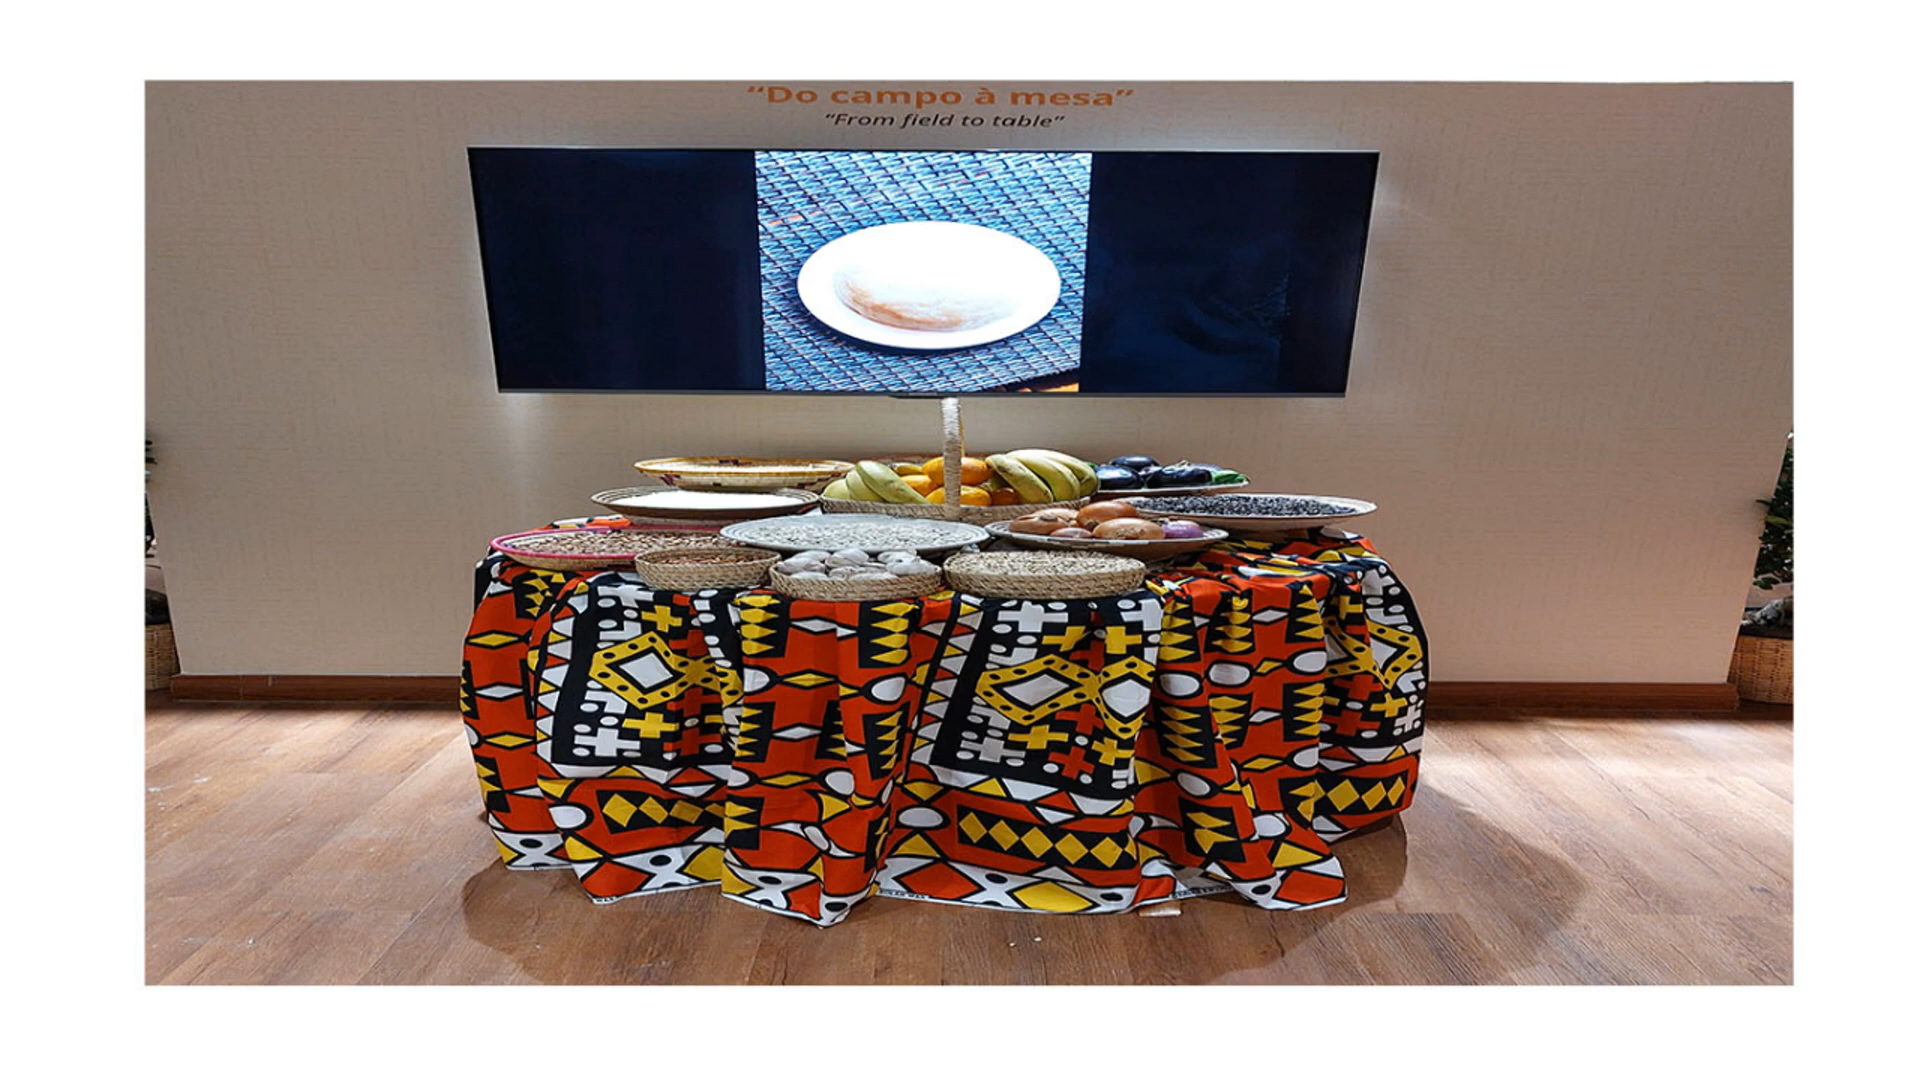 “Do campo à mesa”
“From field to table”